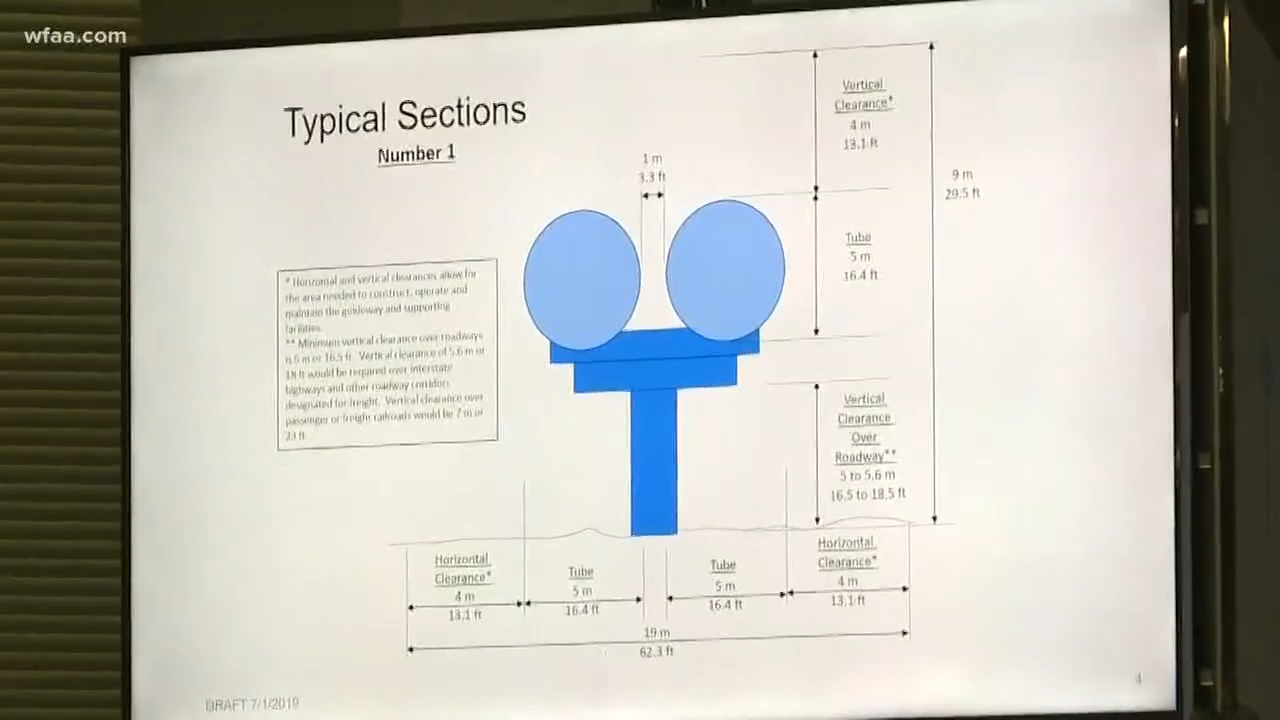 wfaa.com
Typical Sections
Number 1
1 m
3.3 ft
Vertical
Clearance*
4 m
13.1 ft
9 m
29.5 ft
Tube
5 m
16.4 ft
* Horizontal and vertical clearances allow for
the area needed to construct, operate and
maintain the guideway and supporting
facilities.
** Minimum vertical clearance over roadways
is 5 m or 16.5 ft. Vertical clearance of 5.6 m or
18 ft would be required over interstate
highways and other roadway corridors
designated for freight. Vertical clearance over
passenger or freight railroads would be 7 m or
23 ft
Vertical
Clearance
Over
Roadway**
5 to 5.6 m
16.5 to 18.5 ft
Horizontal
Clearance*
4 m
13.1 ft
Tube
5 m
16.4 ft
Tube
5 m
16.4 ft
Horizontal
Clearance*
4 m
13.1 ft
19 m
62.3 ft
DRAFT 7/1/2019
4